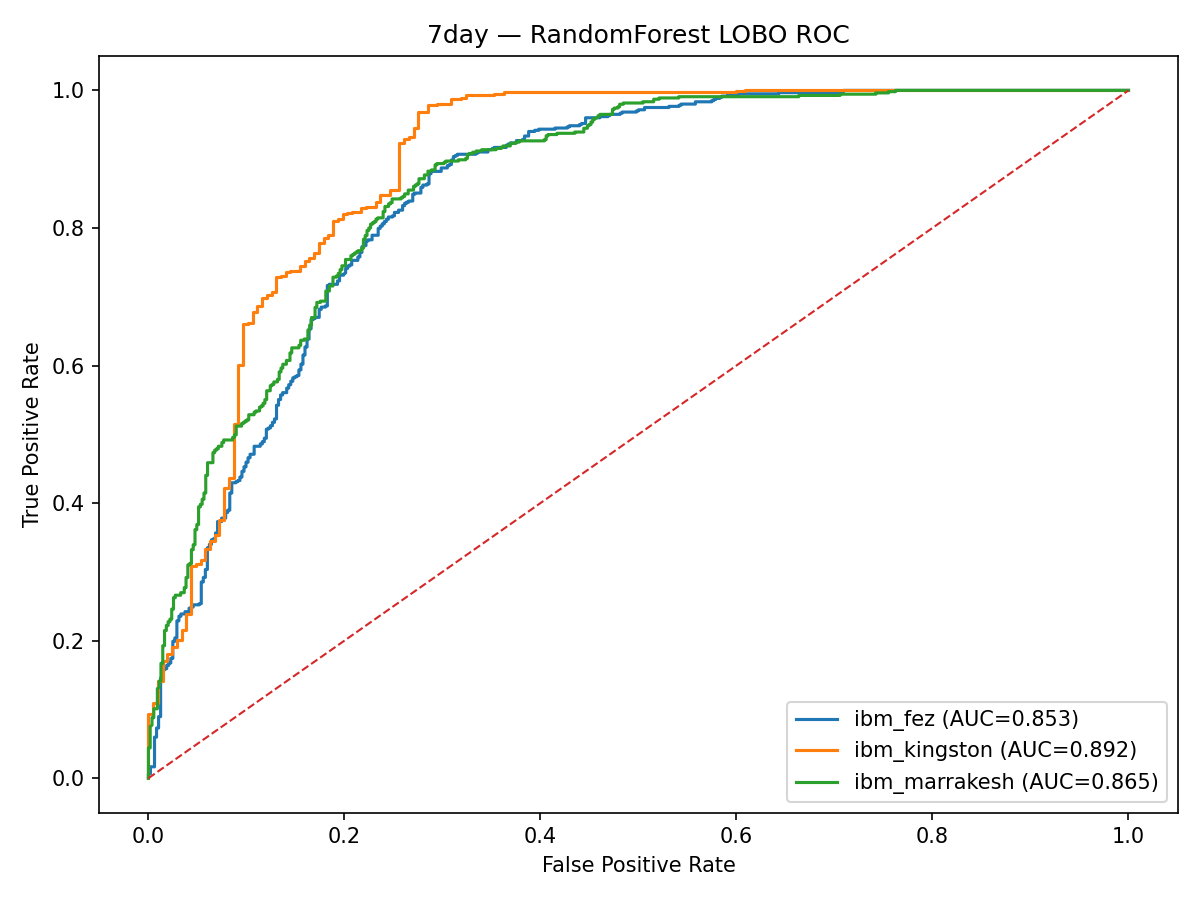 7day — RandomForest LOBO ROC
True Positive Rate
1.0
0.8
0.6
0.4
0.2
0.0
ibm_fez (AUC=0.853)
ibm_kingston (AUC=0.892)
ibm_marrakesh (AUC=0.865)
0.0 0.2 0.4 0.6 0.8 1.0
False Positive Rate